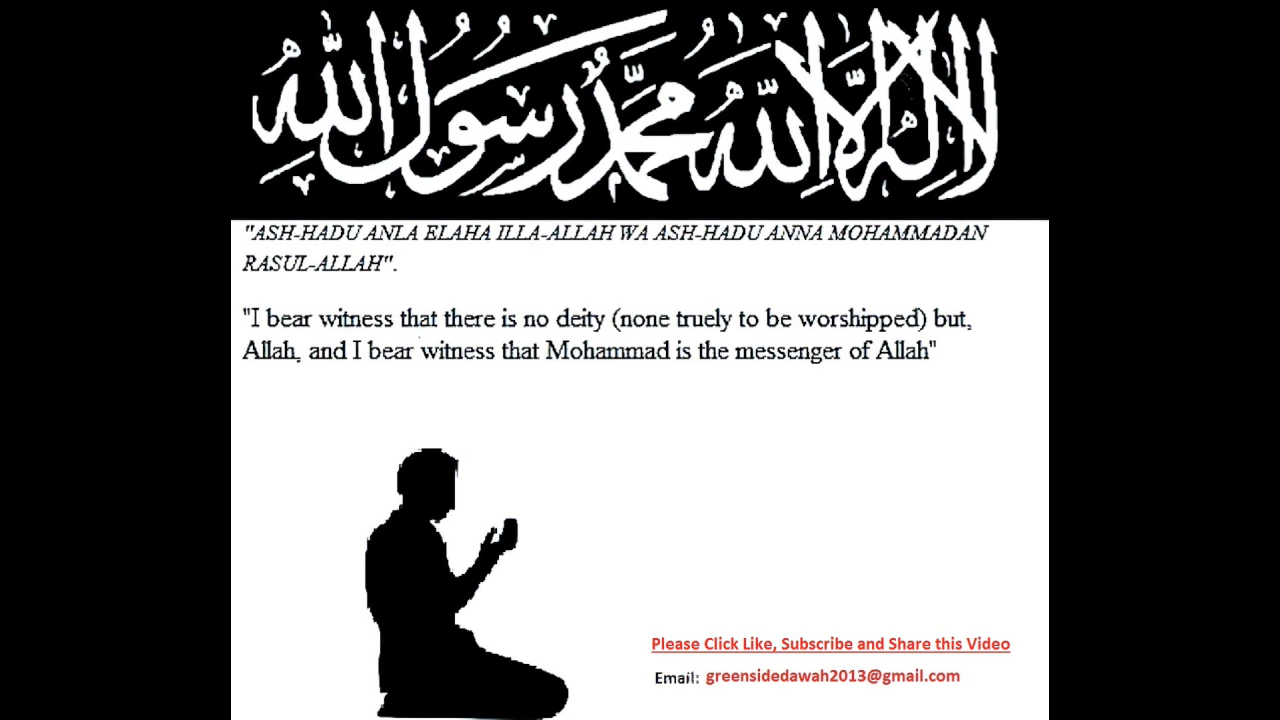 لا إله إلا الله محمد رسول الله
"ASH-HADU ANLA ELAHA ILLA-ALLAH WA ASH-HADU ANNA MOHAMMADAN
RASUL-ALLAH".
"I bear witness that there is no deity (none truely to be worshipped) but,
Allah, and I bear witness that Mohammad is the messenger of Allah"
Please Click Like, Subscribe and Share this Video
Email: greensidedawah2013@gmail.com